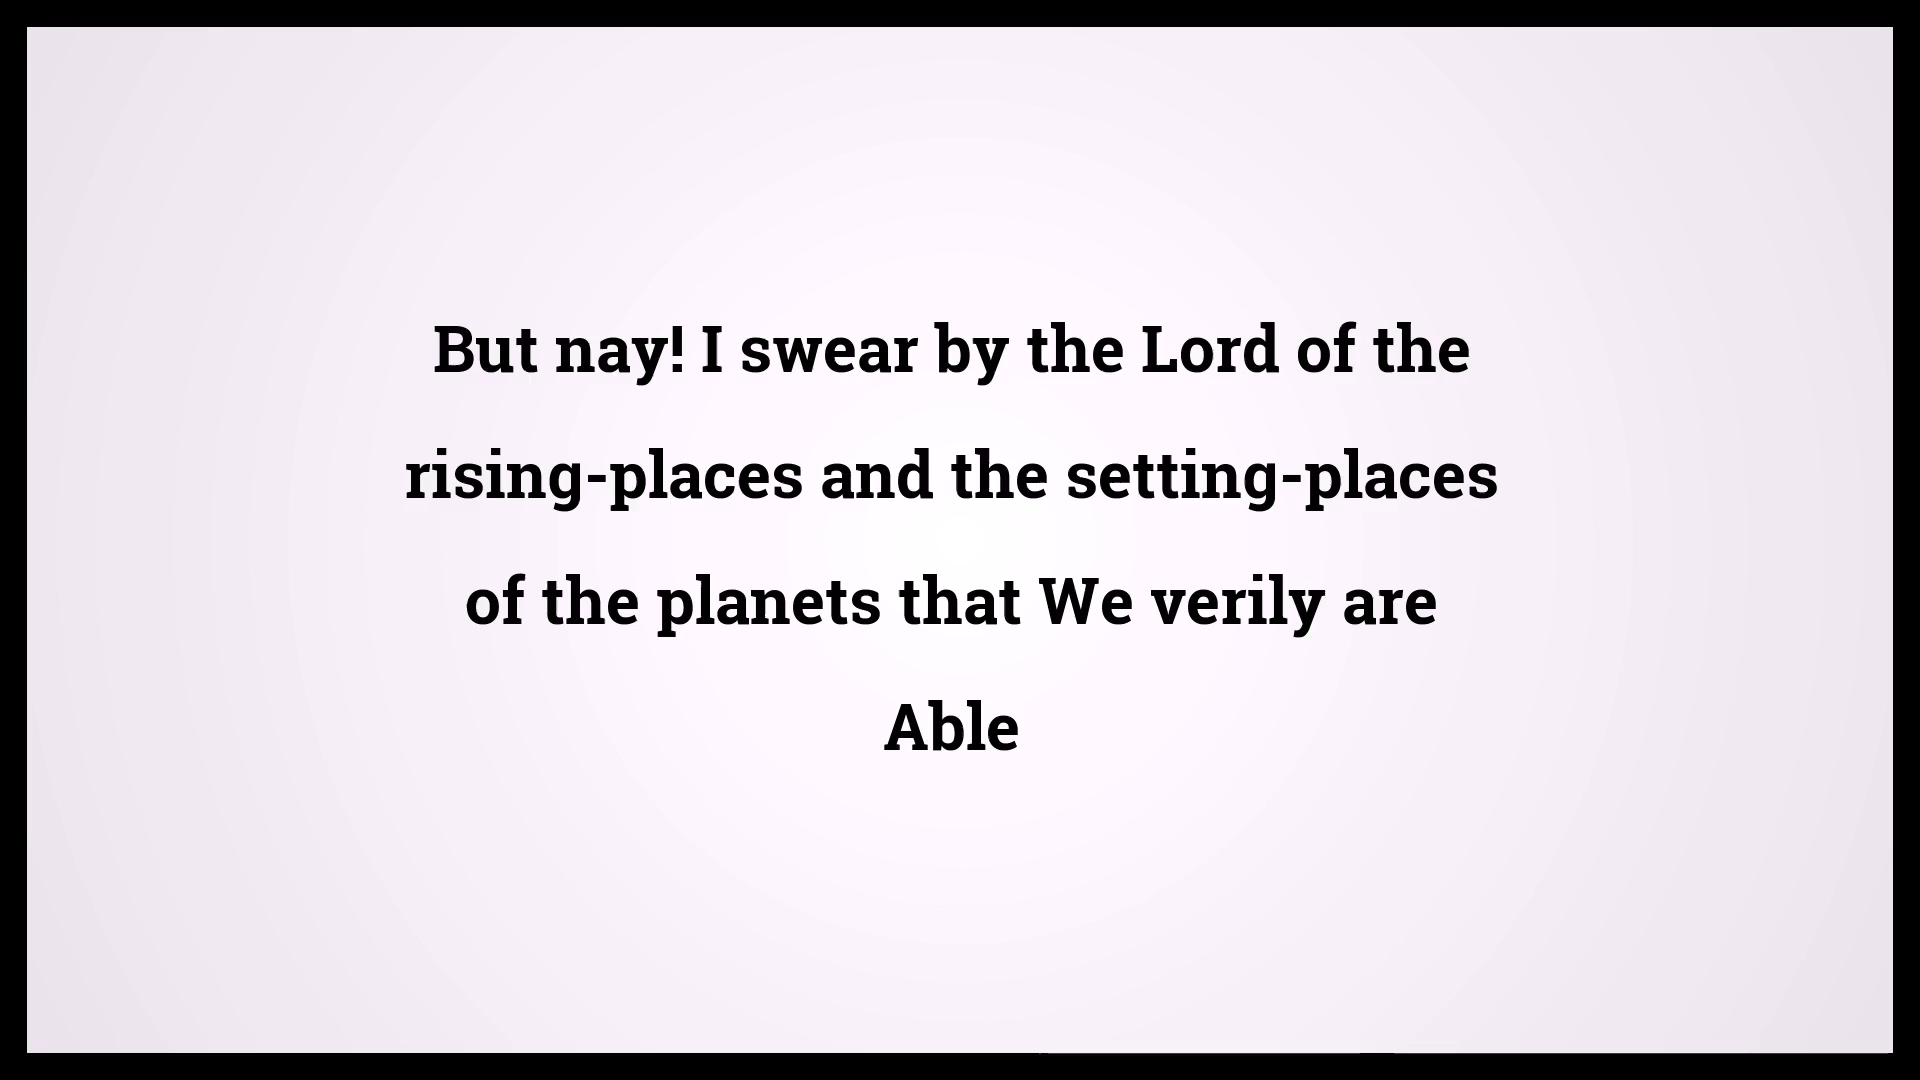 But nay! I swear by the Lord of the
rising-places and the setting-places
of the planets that We verily are
Able